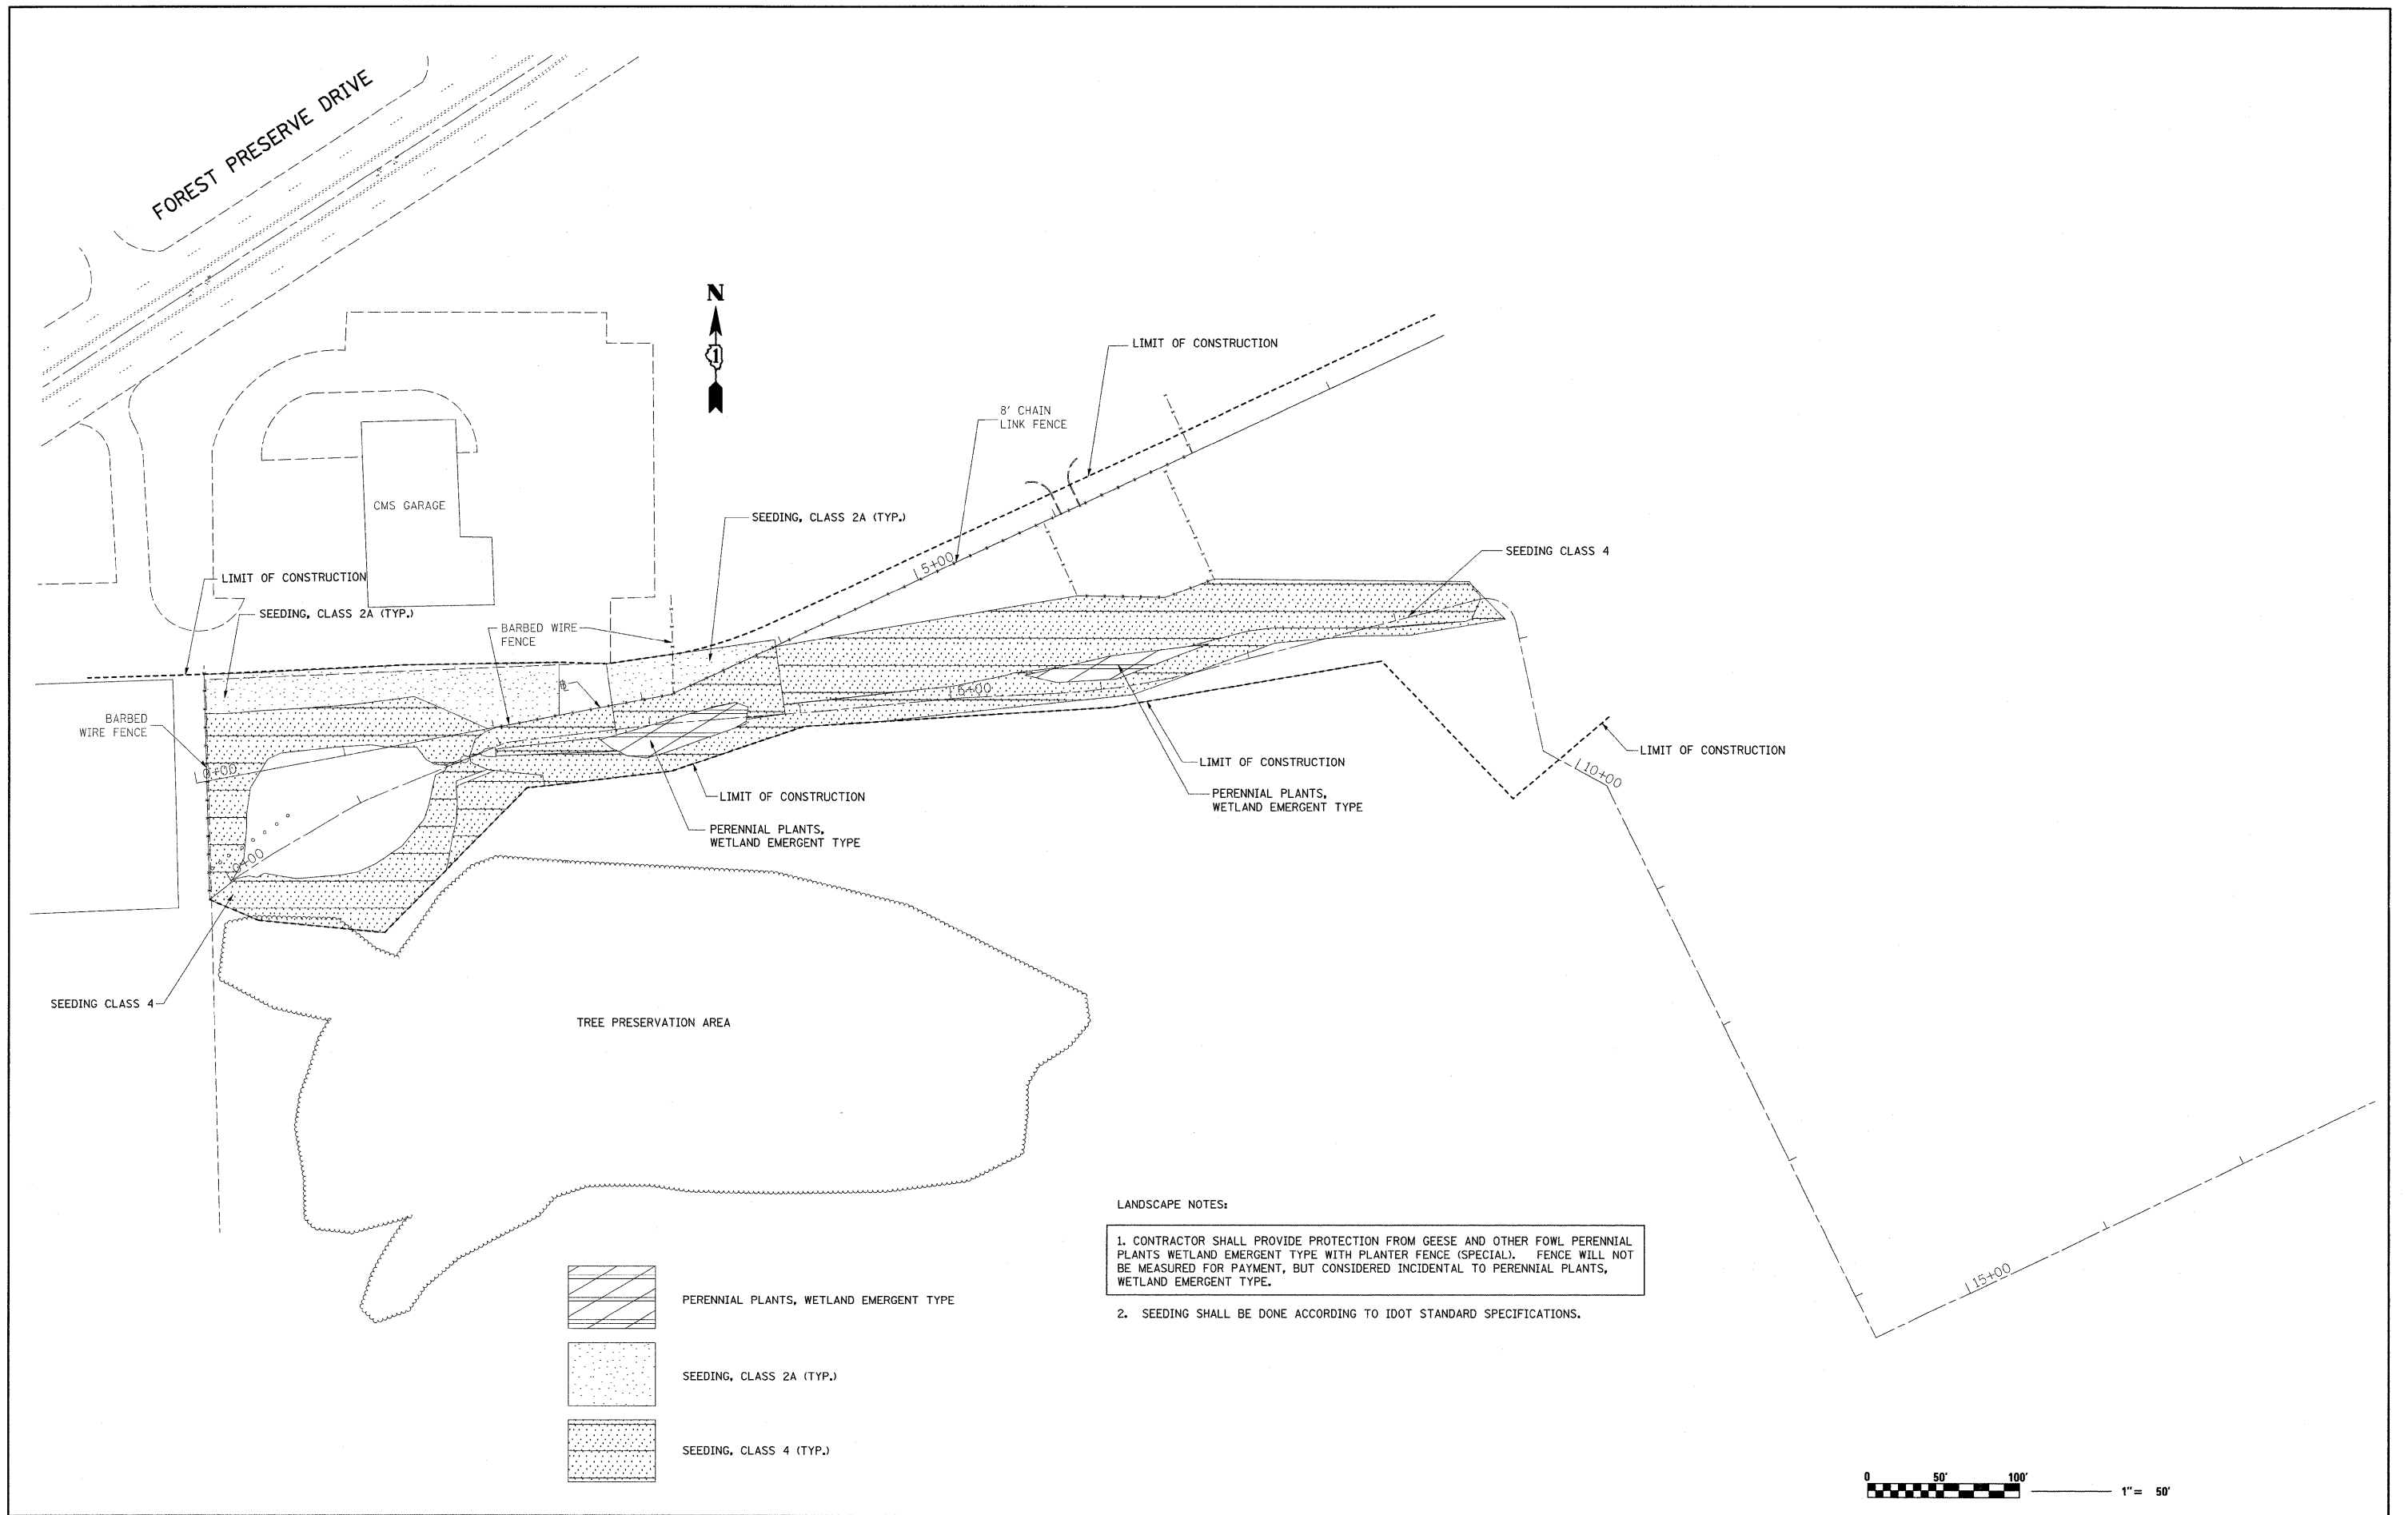 FOREST PRESERVE DRIVE
N
1
LIMIT OF CONSTRUCTION
8' CHAIN
LINK FENCE
CMS GARAGE
SEEDING, CLASS 2A (TYP.)
5+00
SEEDING CLASS 4
LIMIT OF CONSTRUCTION
SEEDING, CLASS 2A (TYP.)
BARBED WIRE
FENCE
5+00
BARBED
WIRE FENCE
0+00
LIMIT OF CONSTRUCTION
LIMIT OF CONSTRUCTION
10+00
PERENNIAL PLANTS,
WETLAND EMERGENT TYPE
LIMIT OF CONSTRUCTION
PERENNIAL PLANTS,
WETLAND EMERGENT TYPE
0+00
SEEDING CLASS 4
TREE PRESERVATION AREA
LANDSCAPE NOTES:
1. CONTRACTOR SHALL PROVIDE PROTECTION FROM GEESE AND OTHER FOWL PERENNIAL
PLANTS WETLAND EMERGENT TYPE WITH PLANTER FENCE (SPECIAL). FENCE WILL NOT
BE MEASURED FOR PAYMENT, BUT CONSIDERED INCIDENTAL TO PERENNIAL PLANTS,
WETLAND EMERGENT TYPE.
2. SEEDING SHALL BE DONE ACCORDING TO IDOT STANDARD SPECIFICATIONS.
15+00
PERENNIAL PLANTS, WETLAND EMERGENT TYPE
SEEDING, CLASS 2A (TYP.)
SEEDING, CLASS 4 (TYP.)
0 50' 100'
1"= 50'